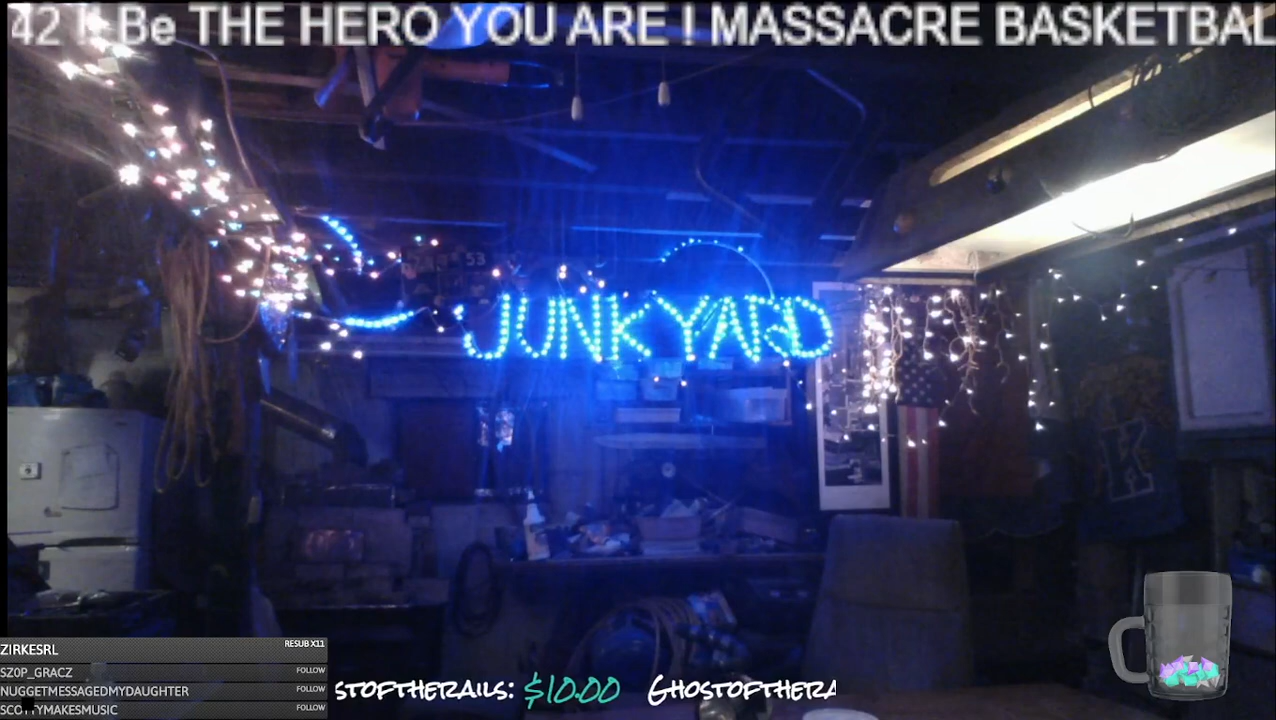 42 !! Be THE HERO YOU ARE ! MASSACRE BASKETBAL
53
JUNKYARD
K
ZIRKESRL RESUB X11
SZ0P_GRACZ FOLLOW
NUGGETMESSAGEDMYDAUGHTER FOLLOW
SCOTTYMAKESMUSIC FOLLOW
STOFTHERAILS: $10.00 GHOSTOFTHERA